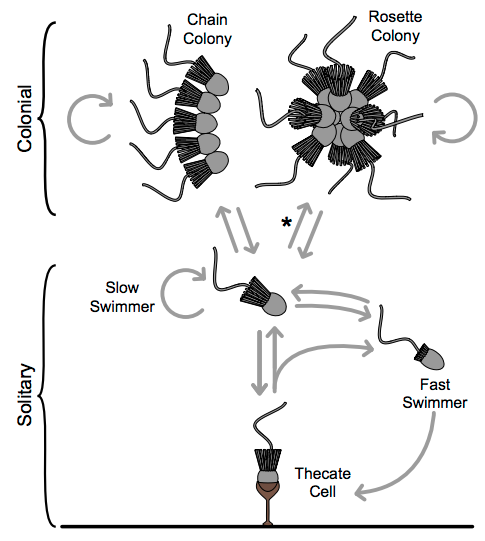 Chain
Colony
Rosette
Colony
Colonial
*
Slow
Swimmer
Solitary
Fast
Swimmer
Thecate
Cell